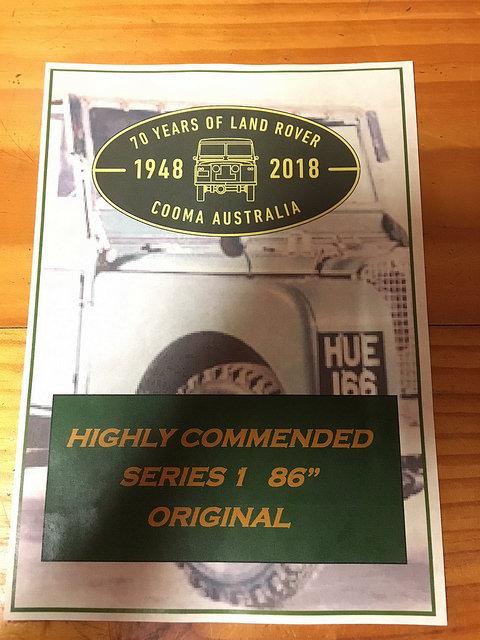 70 YEARS OF LAND ROVER
1948 2018
COOMA AUSTRALIA
HUE
166
HIGHLY COMMENDED
SERIES 1 86”
ORIGINAL